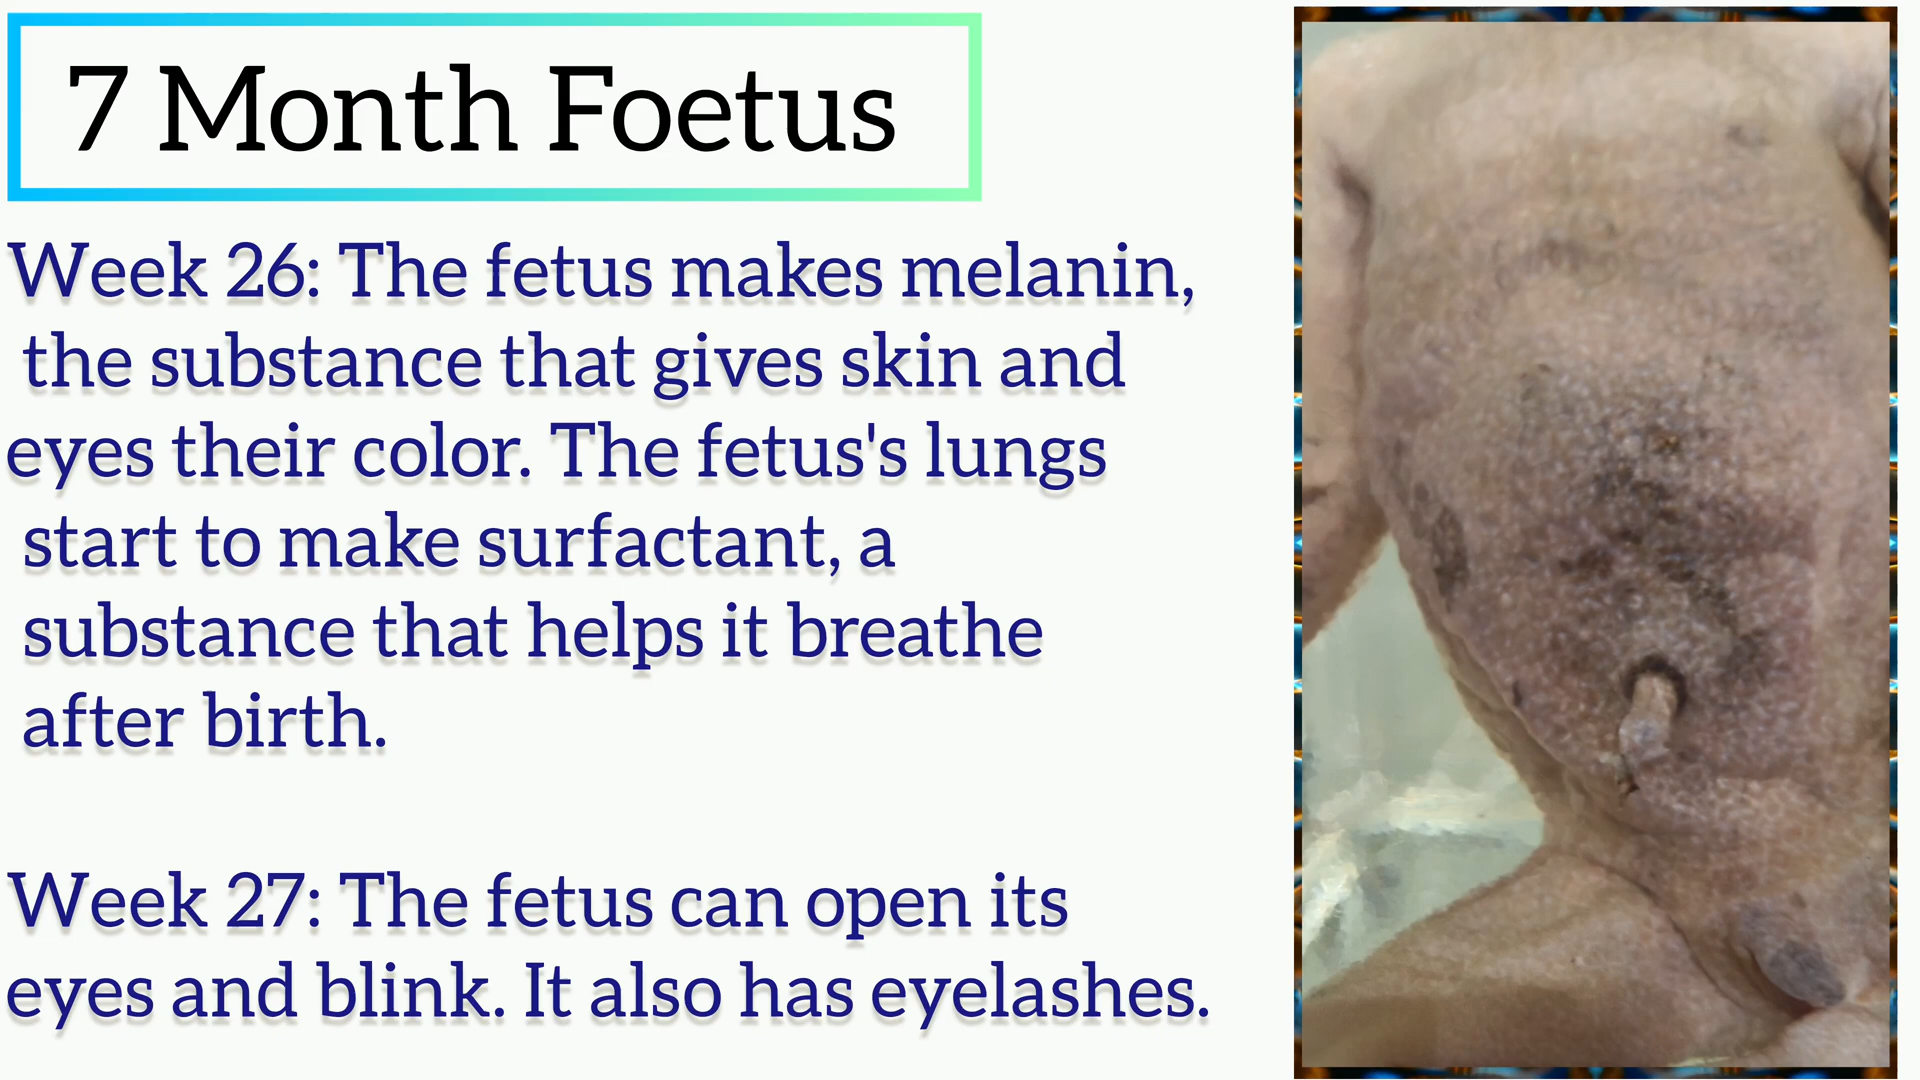 7 Month Foetus
Week 26: The fetus makes melanin,
the substance that gives skin and
eyes their color. The fetus's lungs
start to make surfactant, a
substance that helps it breathe
after birth.
Week 27: The fetus can open its
eyes and blink. It also has eyelashes.